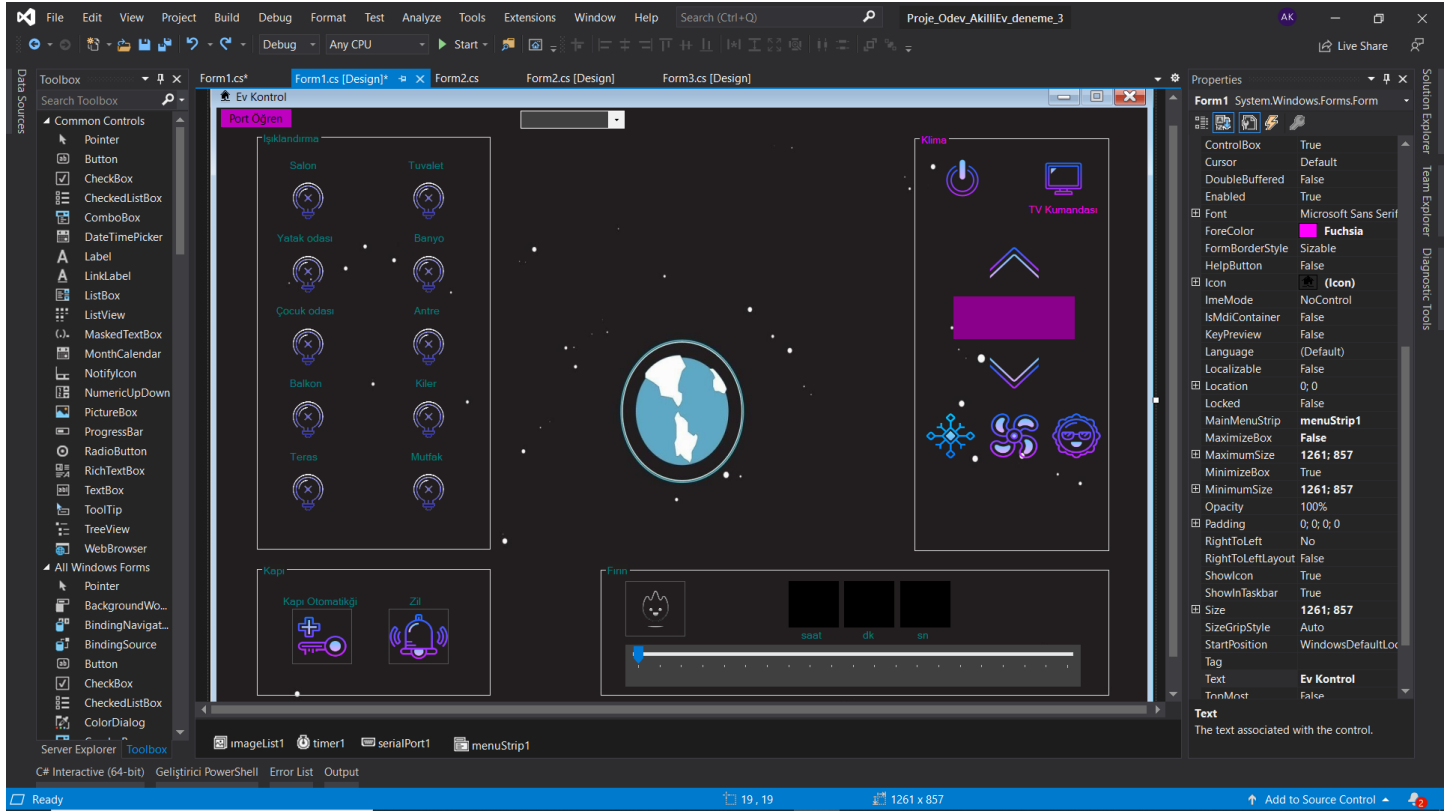 File Edit View Project Build Debug Format Test Analyze Tools Extensions Window Help Search (Ctrl+Q) Proje_Odev_AkilliEv_deneme_3 AK
Debug Any CPU Start Live Share
Data Sources
Toolbox
Search Toolbox
Common Controls
Pointer
Button
CheckBox
CheckedListBox
ComboBox
DateTimePicker
Label
LinkLabel
ListBox
ListView
MaskedTextBox
MonthCalendar
NotifyIcon
NumericUpDown
PictureBox
ProgressBar
RadioButton
RichTextBox
TextBox
ToolTip
TreeView
WebBrowser
All Windows Forms
Pointer
BackgroundWo...
BindingNavigat...
BindingSource
Button
CheckBox
CheckedListBox
ColorDialog
Server Explorer Toolbox
Form1.cs* Form1.cs [Design]* Form2.cs Form2.cs [Design] Form3.cs [Design]
Ev Kontrol
Port Öğren
Işıklandırma
Salon Tuvalet
Yatak odası Banyo
Çocuk odası Antre
Balkon Kiler
Teras Mutfak
Klima
TV Kumandası
Kapı
Kapı Otomatikği Zil
Fırın
saat dk sn
imageList1 timer1 serialPort1 menuStrip1
Properties
Form1 System.Windows.Forms.Form
ControlBox True
Cursor Default
DoubleBuffered False
Enabled True
Font Microsoft Sans Serif
ForeColor Fuchsia
FormBorderStyle Sizable
HelpButton False
Icon (Icon)
ImeMode NoControl
IsMdiContainer False
KeyPreview False
Language (Default)
Localizable False
Location 0; 0
Locked False
MainMenuStrip menuStrip1
MaximizeBox False
MaximumSize 1261; 857
MinimizeBox True
MinimumSize 1261; 857
Opacity 100%
Padding 0; 0; 0; 0
RightToLeft No
RightToLeftLayout False
ShowIcon True
ShowInTaskbar True
Size 1261; 857
SizeGripStyle Auto
StartPosition WindowsDefaultLoc
Tag
Text Ev Kontrol
TopMost False
Text
The text associated with the control.
Solution Explorer
Team Explorer
Diagnostic Tools
C# Interactive (64-bit) Geliştirici PowerShell Error List Output
Ready 19 , 19 1261 x 857 Add to Source Control 2